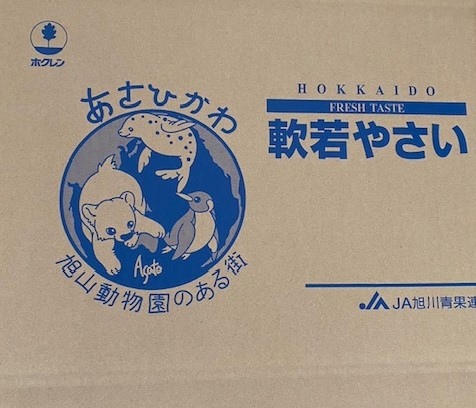 ホクレン
あさひかわ
Agata
旭山動物園のある街
HOKKAIDO
FRESH TASTE
軟若やさい
JA旭川青果連